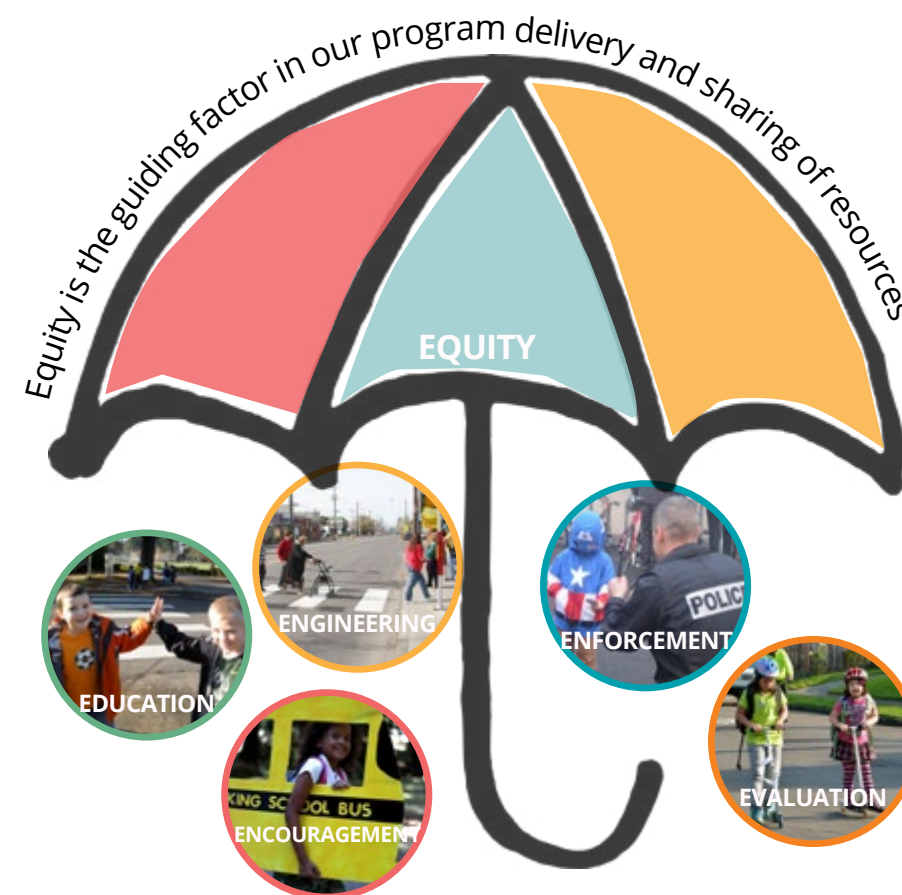 Equity is the guiding factor in our program delivery and sharing of resources
EQUITY
ENGINEERING
POLICE
ENFORCEMENT
EDUCATION
KING SCHOOL BUS
ENCOURAGEMENT
EVALUATION